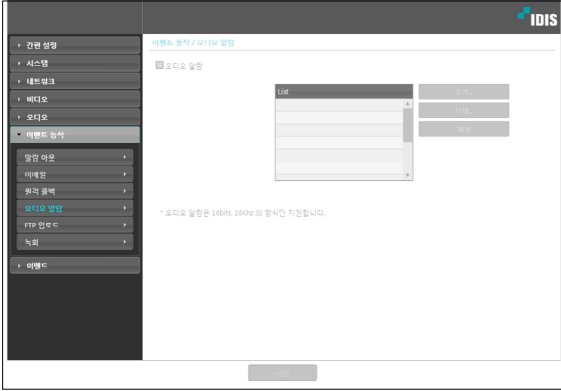 IDIS
간편 설정
시스템
네트워크
비디오
오디오
이벤트 동작
알람 아웃
이메일
원격 콜백
오디오 알람
FTP 업로드
녹화
이벤트
이벤트 동작 / 오디오 알람
오디오 알람
List
추가...
삭제...
재생
* 오디오 알람은 16bits, 16Khz 의 형식만 지원합니다.
저장